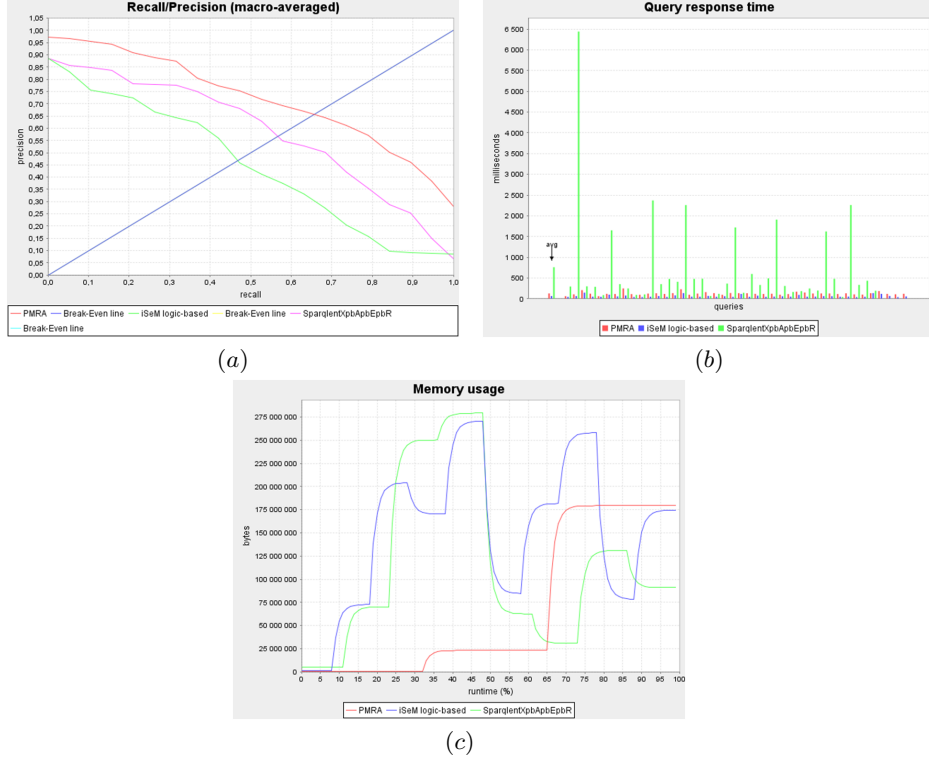 Recall/Precision (macro-averaged)
1,05
1,00
0,95
0,90
0,85
0,80
0,75
0,70
0,65
0,60
0,55
0,50
0,45
0,40
0,35
0,30
0,25
0,20
0,15
0,10
0,05
0,00
precision
0,0 0,1 0,2 0,3 0,4 0,5 0,6 0,7 0,8 0,9 1,0
recall
PMRA Break-Even line iSeM logic-based Break-Even line SparqlentXpbApbEpbR
Break-Even line
(a)
Query response time
6 500
6 000
5 500
5 000
4 500
4 000
3 500
3 000
2 500
2 000
1 500
1 000
500
0
milliseconds
avg
queries
PMRA iSeM logic-based SparqlentXpbApbEpbR
(b)
Memory usage
275 000 000
250 000 000
225 000 000
200 000 000
175 000 000
150 000 000
125 000 000
100 000 000
75 000 000
50 000 000
25 000 000
0
bytes
0 5 10 15 20 25 30 35 40 45 50 55 60 65 70 75 80 85 90 95 100
runtime (%)
PMRA iSeM logic-based SparqlentXpbApbEpbR
(c)